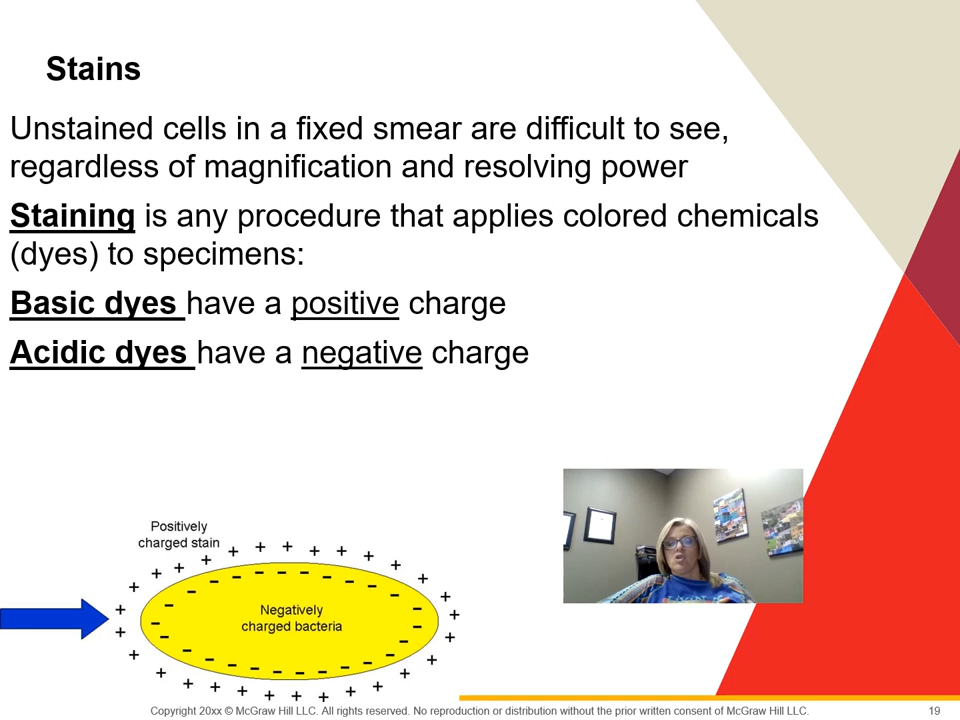 Stains
Unstained cells in a fixed smear are difficult to see,
regardless of magnification and resolving power
Staining is any procedure that applies colored chemicals
(dyes) to specimens:
Basic dyes have a positive charge
Acidic dyes have a negative charge
Positively
charged stain
Negatively
charged bacteria
Copyright 20xx © McGraw Hill LLC. All rights reserved. No reproduction or distribution without the prior written consent of McGraw Hill LLC.
19